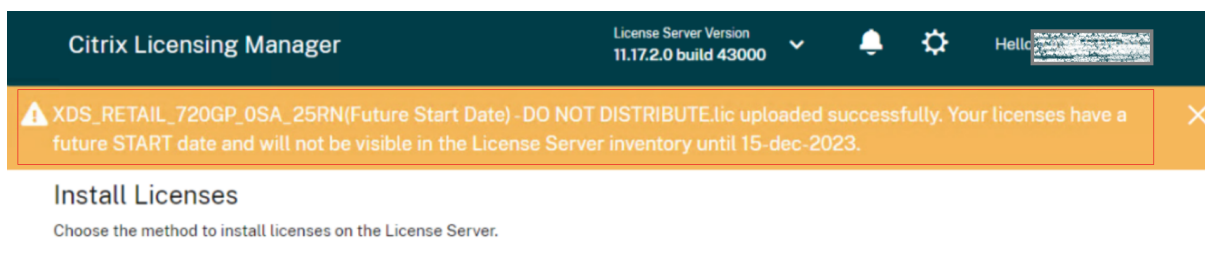 Citrix Licensing Manager
License Server Version
11.17.2.0 build 43000
Hello
XDS_RETAIL_720GP_0SA_25RN(Future Start Date) -DO NOT DISTRIBUTE.lic uploaded successfully. Your licenses have a
future START date and will not be visible in the License Server inventory until 15-dec-2023.
Install Licenses
Choose the method to install licenses on the License Server.